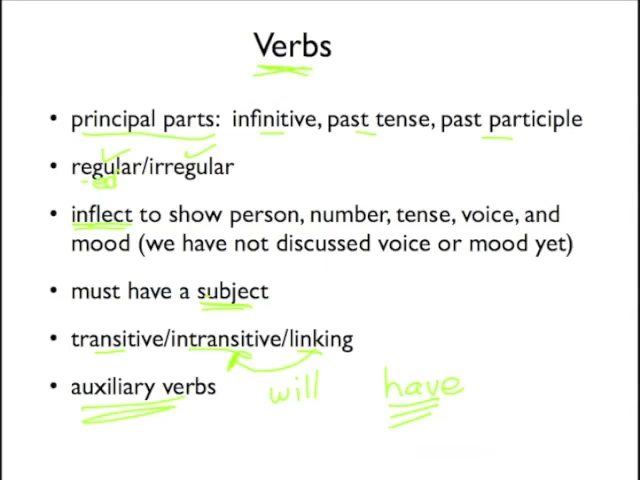 Verbs
• principal parts: infinitive, past tense, past participle
• regular/irregular
-ed
• inflect to show person, number, tense, voice, and
mood (we have not discussed voice or mood yet)
• must have a subject
• transitive/intransitive/linking
• auxiliary verbs will have